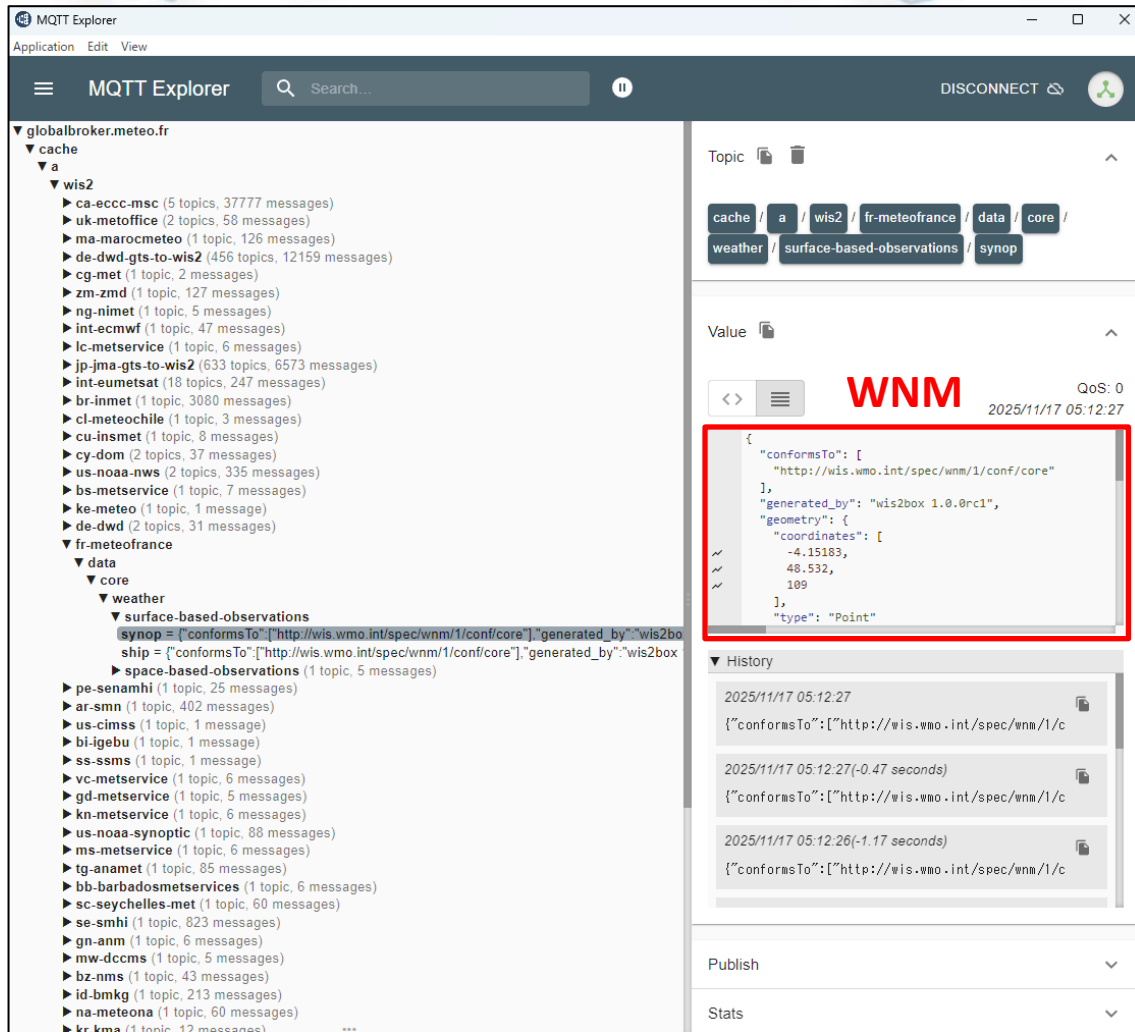 MQTT Explorer
Application Edit View
MQTT Explorer
Search...
DISCONNECT
▼ globalbroker.meteo.fr
▼ cache
▼ a
▼ wis2
▶ ca-eccc-msc (5 topics, 37777 messages)
▶ uk-metoffice (2 topics, 58 messages)
▶ ma-marocmeteo (1 topic, 126 messages)
▶ de-dwd-gts-to-wis2 (456 topics, 12159 messages)
▶ cg-met (1 topic, 2 messages)
▶ zm-zmd (1 topic, 127 messages)
▶ ng-nimet (1 topic, 5 messages)
▶ int-ecmwf (1 topic, 47 messages)
▶ lc-metservice (1 topic, 6 messages)
▶ jp-jma-gts-to-wis2 (633 topics, 6573 messages)
▶ int-eumetsat (18 topics, 247 messages)
▶ br-inmet (1 topic, 3080 messages)
▶ cl-meteochile (1 topic, 3 messages)
▶ cu-insmet (1 topic, 8 messages)
▶ cy-dom (2 topics, 37 messages)
▶ us-noaa-nws (2 topics, 335 messages)
▶ bs-metservice (1 topic, 7 messages)
▶ ke-meteo (1 topic, 1 message)
▶ de-dwd (2 topics, 31 messages)
▼ fr-meteofrance
▼ data
▼ core
▼ weather
▼ surface-based-observations
synop = {"conformsTo":["http://wis.wmo.int/spec/wnm/1/conf/core"],"generated_by":"wis2bo
ship = {"conformsTo":["http://wis.wmo.int/spec/wnm/1/conf/core"],"generated_by":"wis2box
▶ space-based-observations (1 topic, 5 messages)
▶ pe-senamhi (1 topic, 25 messages)
▶ ar-smn (1 topic, 402 messages)
▶ us-cimss (1 topic, 1 message)
▶ bi-igebu (1 topic, 1 message)
▶ ss-ssms (1 topic, 1 message)
▶ vc-metservice (1 topic, 6 messages)
▶ gd-metservice (1 topic, 5 messages)
▶ kn-metservice (1 topic, 6 messages)
▶ us-noaa-synoptic (1 topic, 88 messages)
▶ ms-metservice (1 topic, 6 messages)
▶ tg-anamet (1 topic, 85 messages)
▶ bb-barbadosmetservices (1 topic, 6 messages)
▶ sc-seychelles-met (1 topic, 60 messages)
▶ se-smhi (1 topic, 823 messages)
▶ gn-anm (1 topic, 6 messages)
▶ mw-dccms (1 topic, 5 messages)
▶ bz-nms (1 topic, 43 messages)
▶ id-bmkg (1 topic, 213 messages)
▶ na-meteona (1 topic, 60 messages)
▶ kr-kma (1 topic, 12 messages)
Topic
cache / a / wis2 / fr-meteofrance / data / core /
weather / surface-based-observations / synop
Value
WNM
QoS: 0
2025/11/17 05:12:27
{
"conformsTo": [
"http://wis.wmo.int/spec/wnm/1/conf/core"
],
"generated_by": "wis2box 1.0.0rc1",
"geometry": {
"coordinates": [
-4.15183,
48.532,
109
],
"type": "Point"
▼ History
2025/11/17 05:12:27
{"conformsTo":["http://wis.wmo.int/spec/wnm/1/c
2025/11/17 05:12:27(-0.47 seconds)
{"conformsTo":["http://wis.wmo.int/spec/wnm/1/c
2025/11/17 05:12:26(-1.17 seconds)
{"conformsTo":["http://wis.wmo.int/spec/wnm/1/c
Publish
Stats